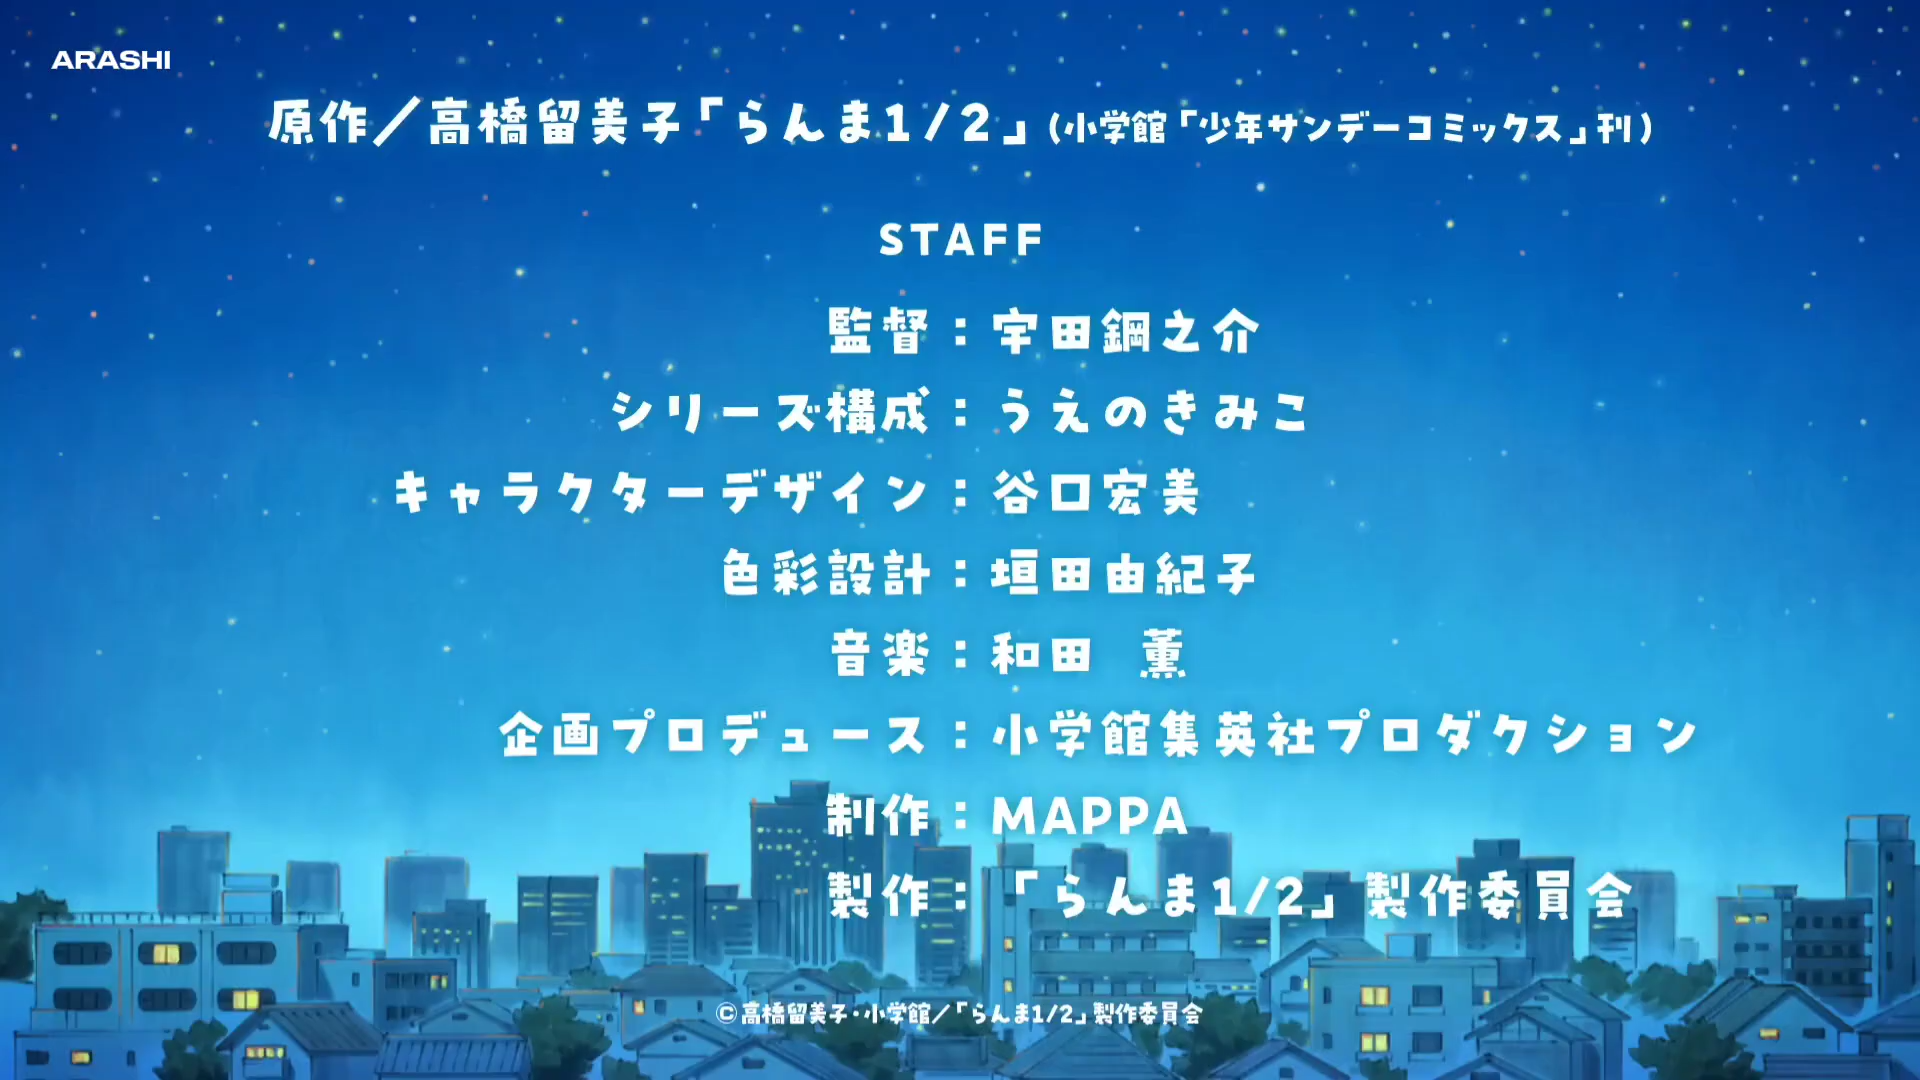 ARASHI
原作／高橋留美子「らんま1/2」(小学館「少年サンデーコミックス」刊)
STAFF
監督：宇田鋼之介
シリーズ構成：うえのきみこ
キャラクターデザイン：谷口宏美
色彩設計：垣田由紀子
音楽：和田　薫
企画プロデュース：小学館集英社プロダクション
制作：MAPPA
製作：「らんま1/2」製作委員会
©高橋留美子・小学館／「らんま1/2」製作委員会